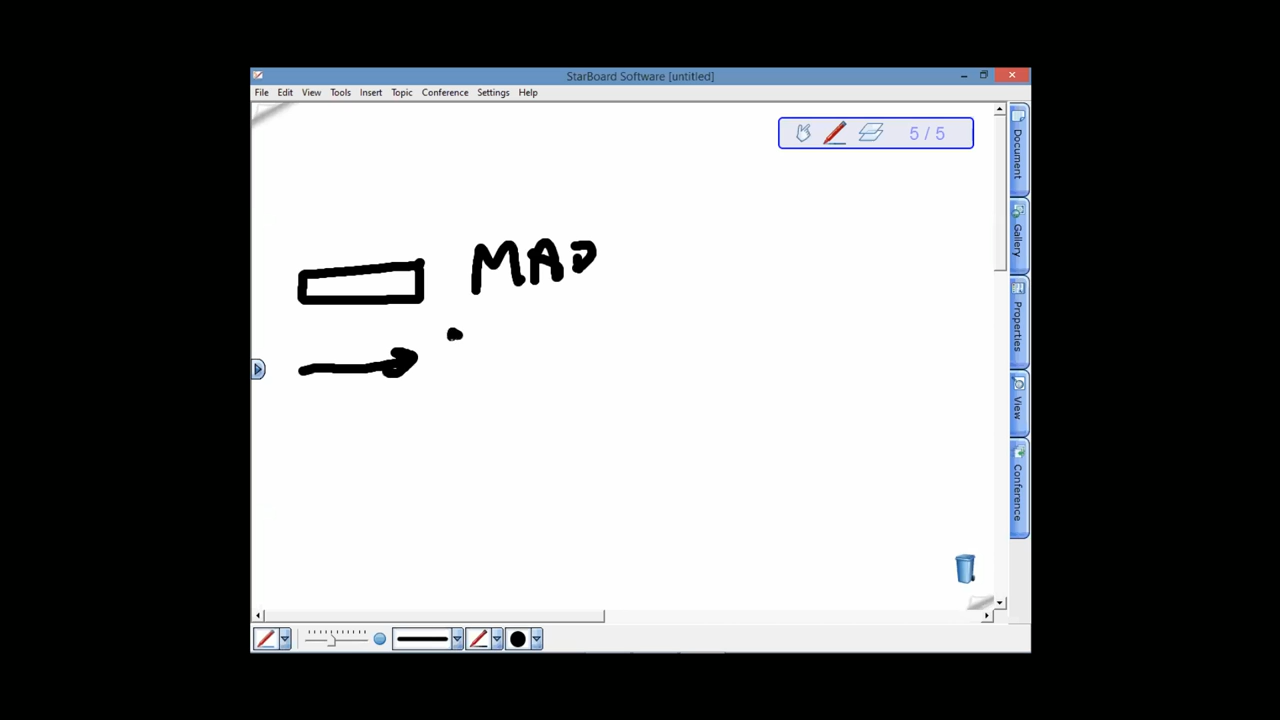 StarBoard Software [untitled]
File Edit View Tools Insert Topic Conference Settings Help
5 / 5
Document
Gallery
Properties
View
Conference
MAD